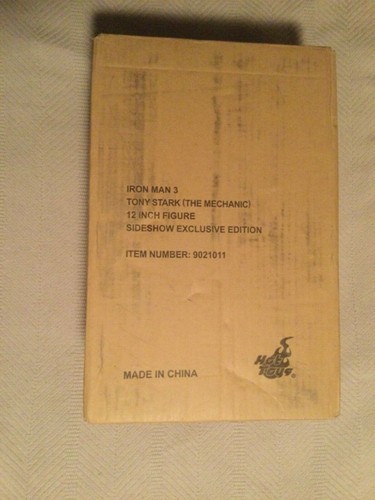 IRON MAN 3
TONY STARK (THE MECHANIC)
12 INCH FIGURE
SIDESHOW EXCLUSIVE EDITION
ITEM NUMBER: 9021011
Hot
Toys®
MADE IN CHINA